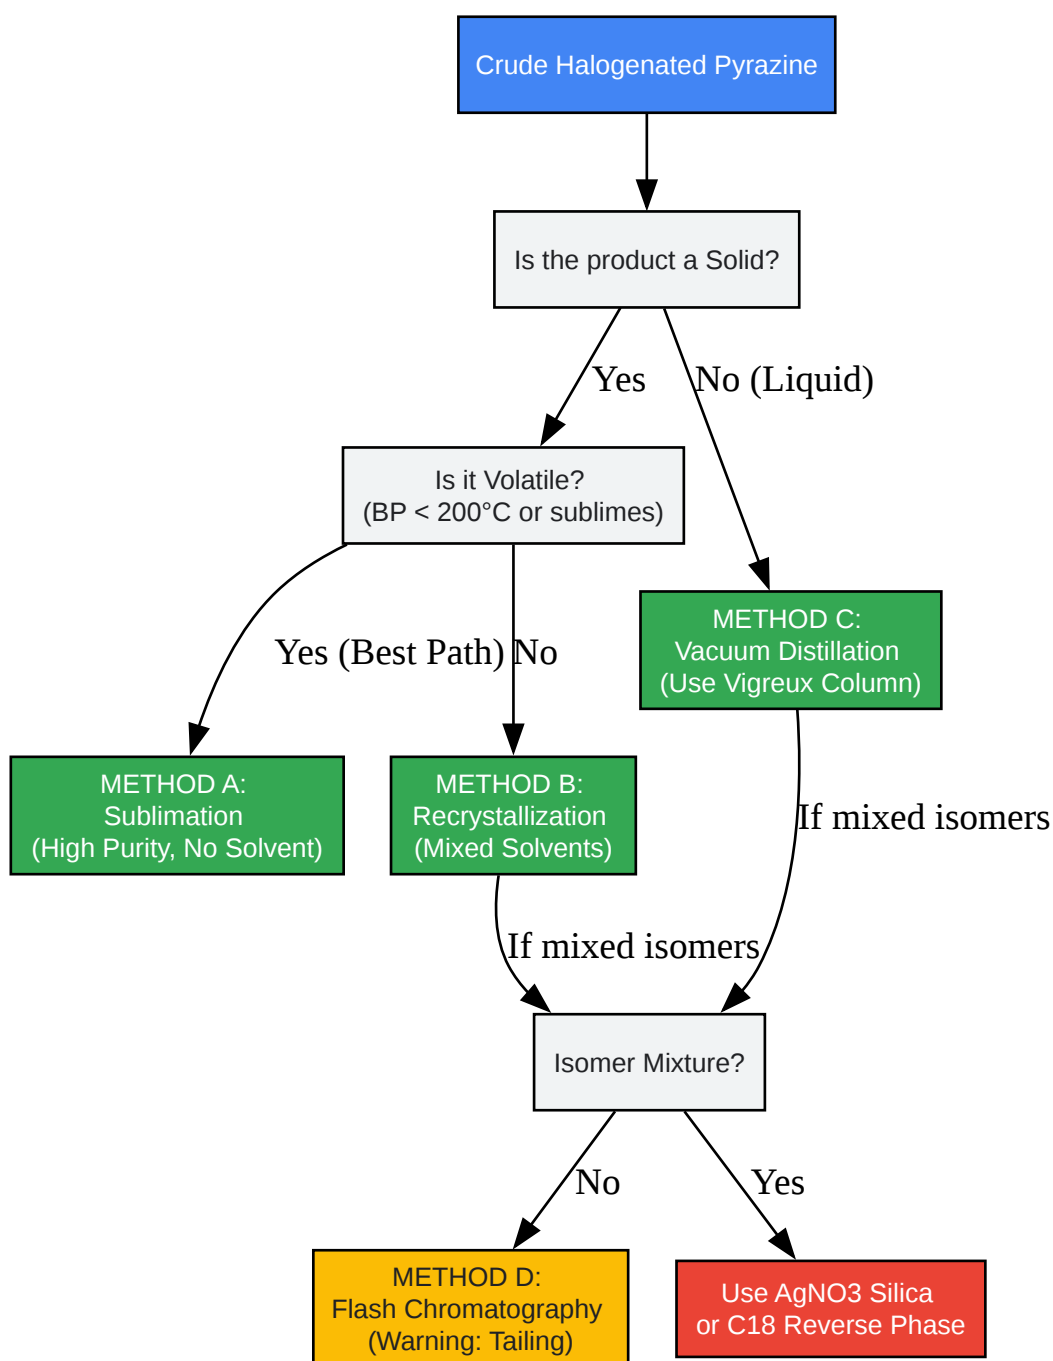 Crude Halogenated Pyrazine
Is the product a Solid?
Yes
No (Liquid)
Is it Volatile?
(BP < 200°C or sublimes)
METHOD C:
Vacuum Distillation
(Use Vigreux Column)
Yes (Best Path)
No
METHOD A:
Sublimation
(High Purity, No Solvent)
METHOD B:
Recrystallization
(Mixed Solvents)
If mixed isomers
If mixed isomers
Isomer Mixture?
No
Yes
METHOD D:
Flash Chromatography
(Warning: Tailing)
Use AgNO3 Silica
or C18 Reverse Phase